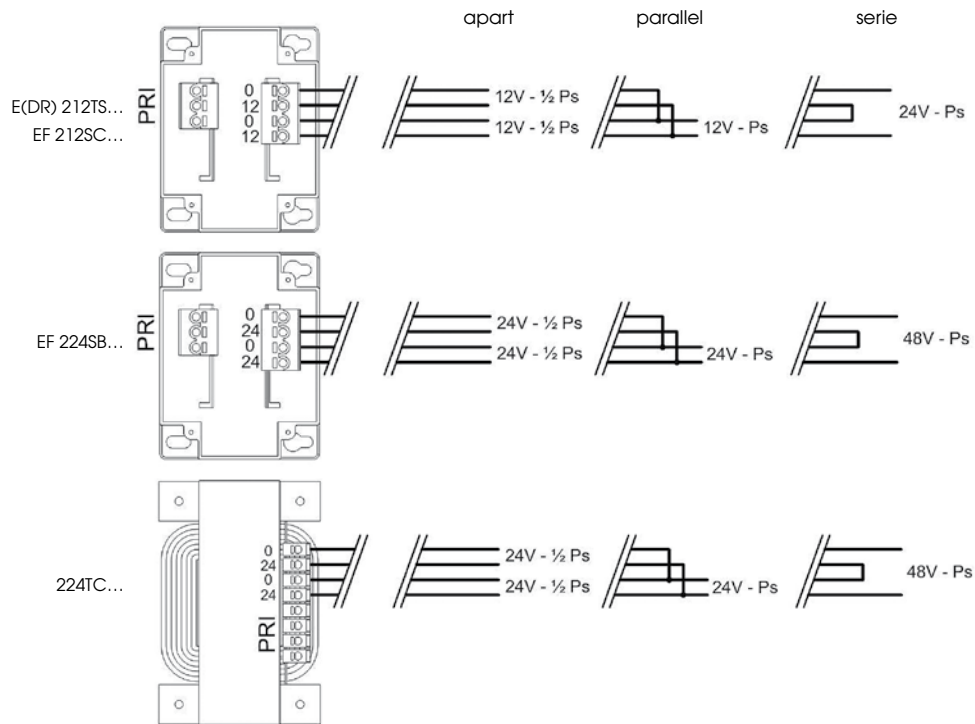 apart parallel serie
E(DR) 212TS...
EF 212SC...
PRI
0
12
0
12
12V - ½ Ps
12V - ½ Ps
12V - Ps
24V - Ps
EF 224SB...
PRI
0
24
0
24
24V - ½ Ps
24V - ½ Ps
24V - Ps
48V - Ps
224TC...
0
24
0
24
PRI
24V - ½ Ps
24V - ½ Ps
24V - Ps
48V - Ps